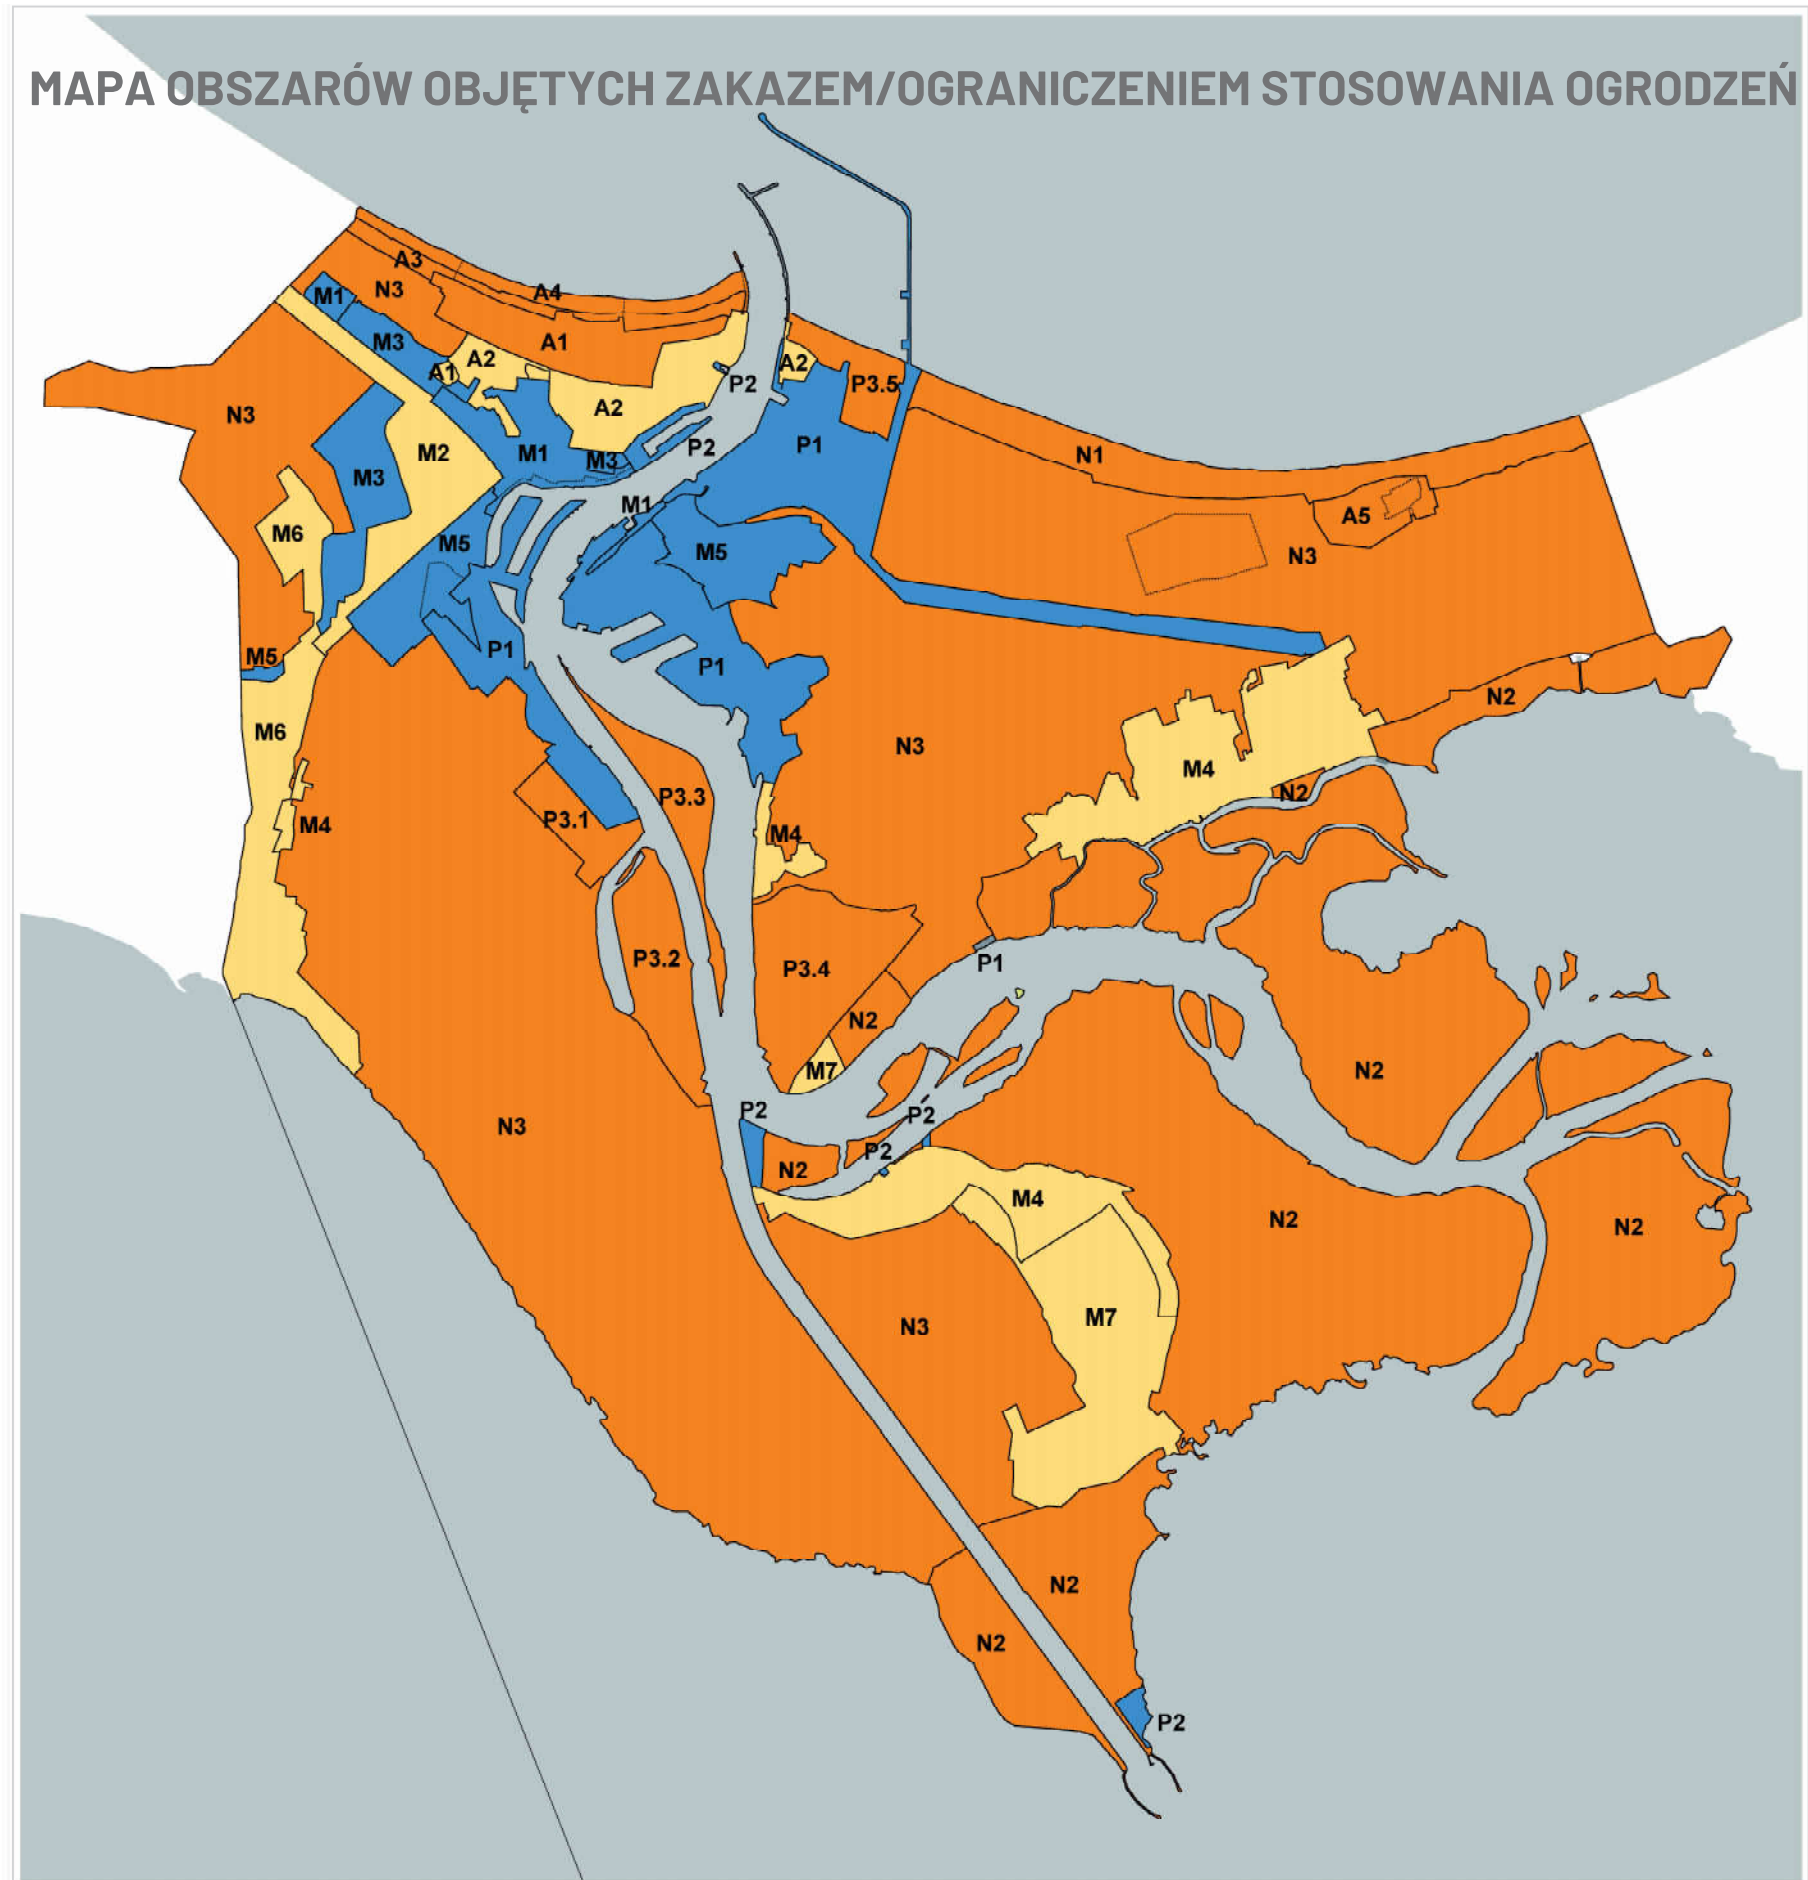 MAPA OBSZARÓW OBJĘTYCH ZAKAZEM/OGRANICZENIEM STOSOWANIA OGRODZEŃ
A3
N3
A4
M1
M3
A1
A1
A2
A2
P2
A2
P3.5
N3
M2
M1
M3
P2
P1
N1
M3
M1
A5
M6
M5
M5
N3
M5
P1
P1
N2
M6
N3
M4
N2
M4
P3.1
P3.3
M4
P3.2
P3.4
P1
N2
M7
N2
N3
P2
P2
P2
N2
M4
N2
N2
N3
M7
N2
N2
P2